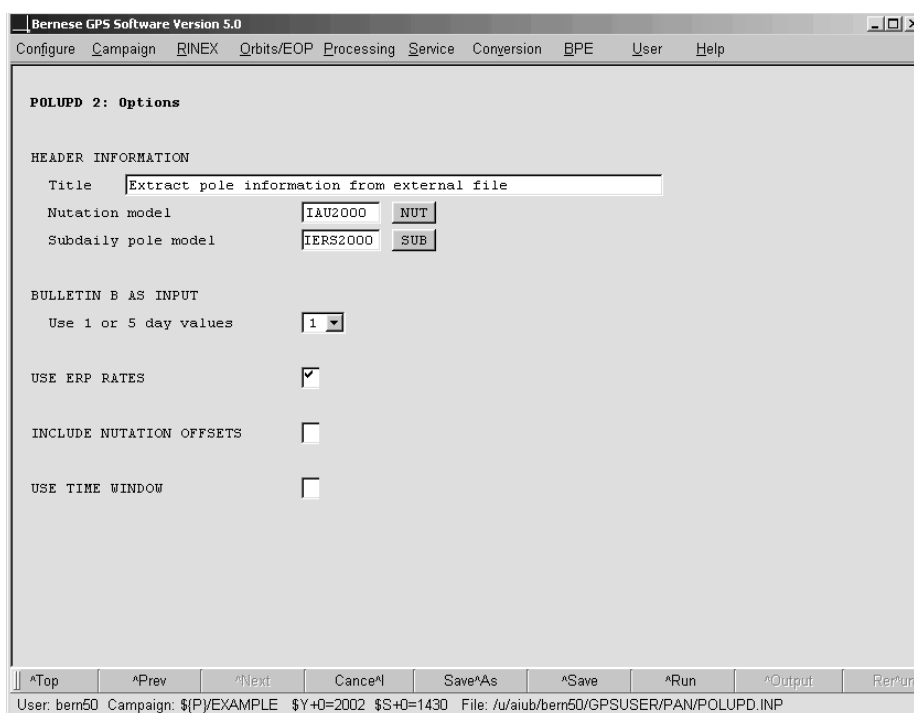 Bernese GPS Software Version 5.0
Configure Campaign RINEX Orbits/EOP Processing Service Conversion BPE User Help
POLUPD 2: Options
HEADER INFORMATION
Title Extract pole information from external file
Nutation model IAU2000 NUT
Subdaily pole model IERS2000 SUB
BULLETIN B AS INPUT
Use 1 or 5 day values 1
USE ERP RATES
INCLUDE NUTATION OFFSETS
USE TIME WINDOW
^Top ^Prev ^Next Cance^l Save^As ^Save ^Run ^Output Rer^un
User: bern50 Campaign: ${P}/EXAMPLE $Y+0=2002 $S+0=1430 File: /u/aiub/bern50/GPSUSER/PAN/POLUPD.INP